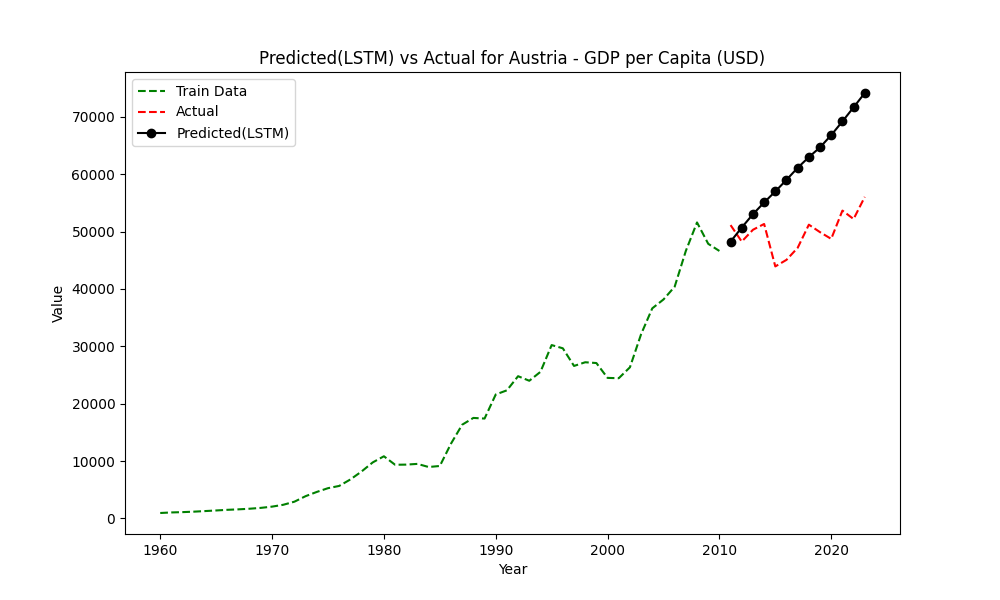 Predicted(LSTM) vs Actual for Austria - GDP per Capita (USD)
Train Data
Actual
Predicted(LSTM)
70000
60000
50000
40000
30000
20000
10000
0
Value
1960 1970 1980 1990 2000 2010 2020
Year